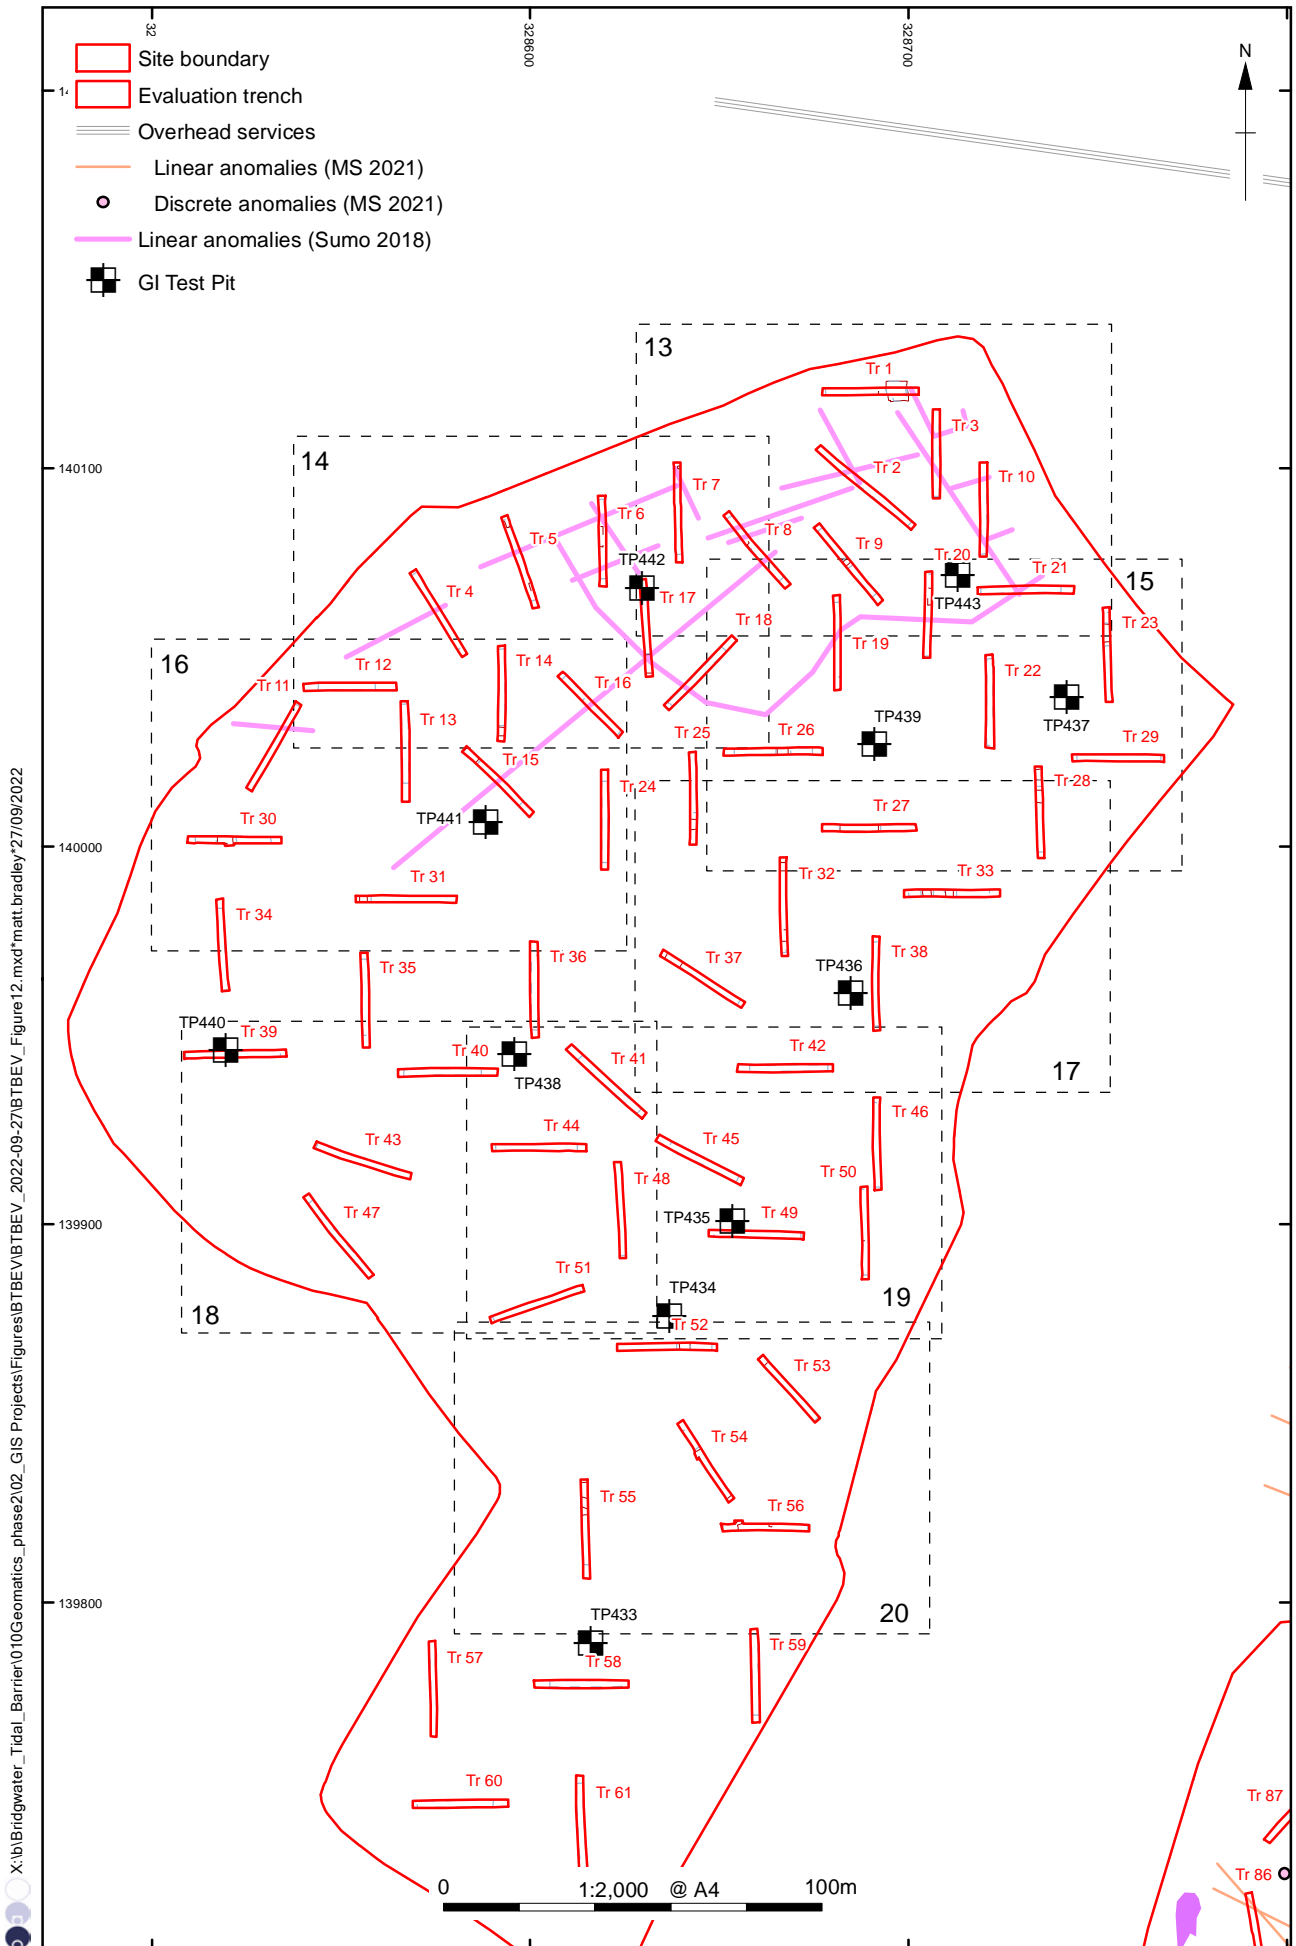 32
328600
328700
14
Site boundary
Evaluation trench
Overhead services
Linear anomalies (MS 2021)
Discrete anomalies (MS 2021)
Linear anomalies (Sumo 2018)
GI Test Pit
N
13
Tr 1
Tr 3
14
140100
Tr 2
Tr 10
Tr 7
Tr 6
Tr 8
Tr 5
Tr 9
TP442
Tr 20
Tr 21
15
Tr 4
Tr 17
TP443
Tr 18
Tr 23
Tr 19
16
Tr 12
Tr 14
Tr 16
Tr 22
Tr 11
Tr 13
TP439
TP437
Tr 25
Tr 26
Tr 15
Tr 29
Tr 24
Tr 28
TP441
Tr 30
Tr 27
140000
Tr 31
Tr 32
Tr 33
Tr 34
Tr 35
Tr 36
Tr 37
TP436
Tr 38
TP440
Tr 39
Tr 40
Tr 41
Tr 42
17
TP438
Tr 46
Tr 44
Tr 43
Tr 45
Tr 48
Tr 50
Tr 47
TP435
Tr 49
139900
Tr 51
TP434
19
18
Tr 52
Tr 53
Tr 54
Tr 55
Tr 56
139800
20
TP433
Tr 57
Tr 59
Tr 58
Tr 60
Tr 61
Tr 87
Tr 86
0
1:2,000 @ A4
100m
X:\b\Bridgwater_Tidal_Barrier\010Geomatics_phase2\02_GIS Projects\Figures\BTBEV\BTBEV_2022-09-27\BTBEV_Figure12.mxd*matt.bradley*27/09/2022